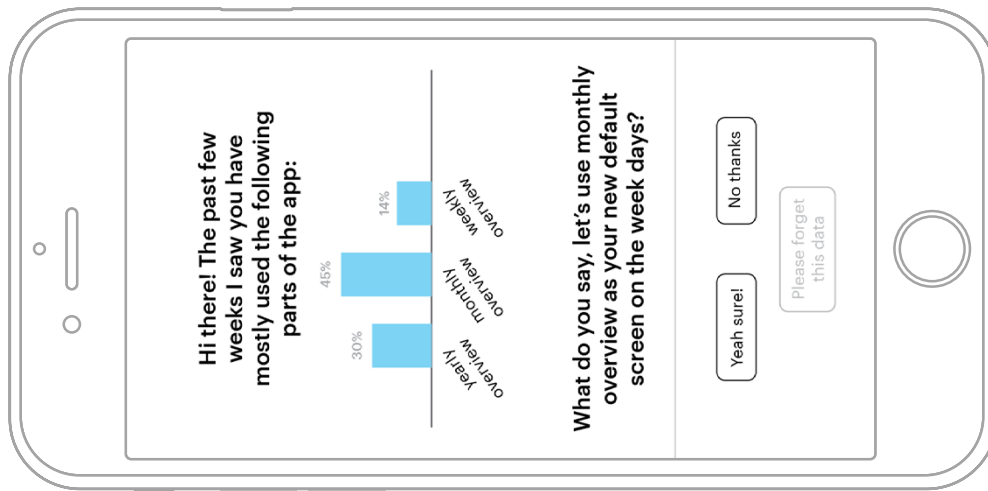 Hi there! The past few
weeks I saw you have
mostly used the following
parts of the app:
30%
45%
14%
yearly
overview
monthly
overview
weekly
overview
What do you say, let's use monthly
overview as your new default
screen on the week days?
Yeah sure!
No thanks
Please forget
this data